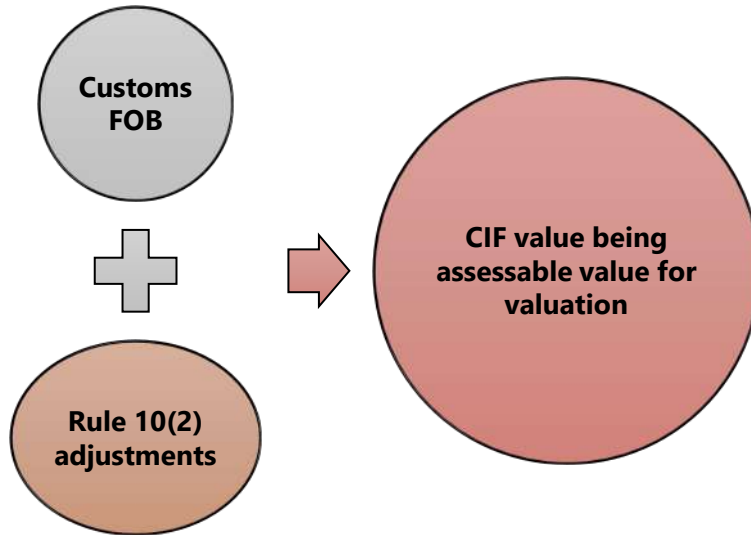 Customs
FOB
CIF value being
assessable value for
valuation
Rule 10(2)
adjustments